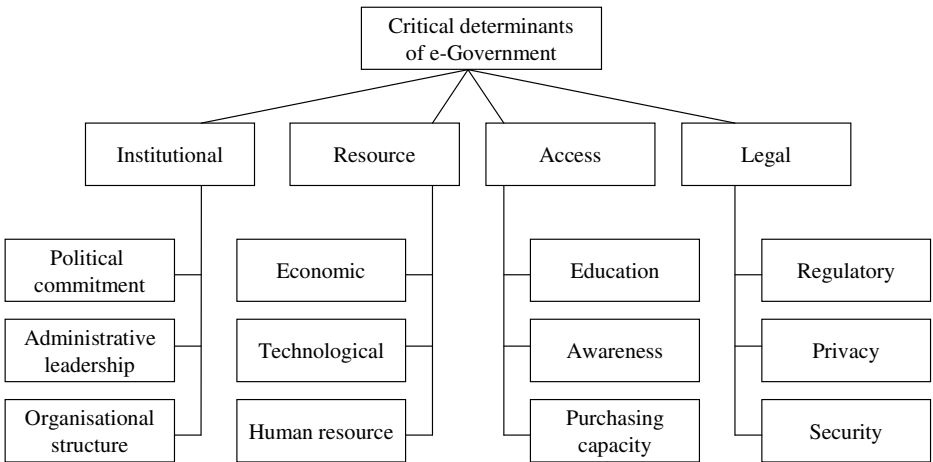 Critical determinants
of e-Government
Institutional
Resource
Access
Legal
Political
commitment
Economic
Education
Regulatory
Administrative
leadership
Technological
Awareness
Privacy
Organisational
structure
Human resource
Purchasing
capacity
Security